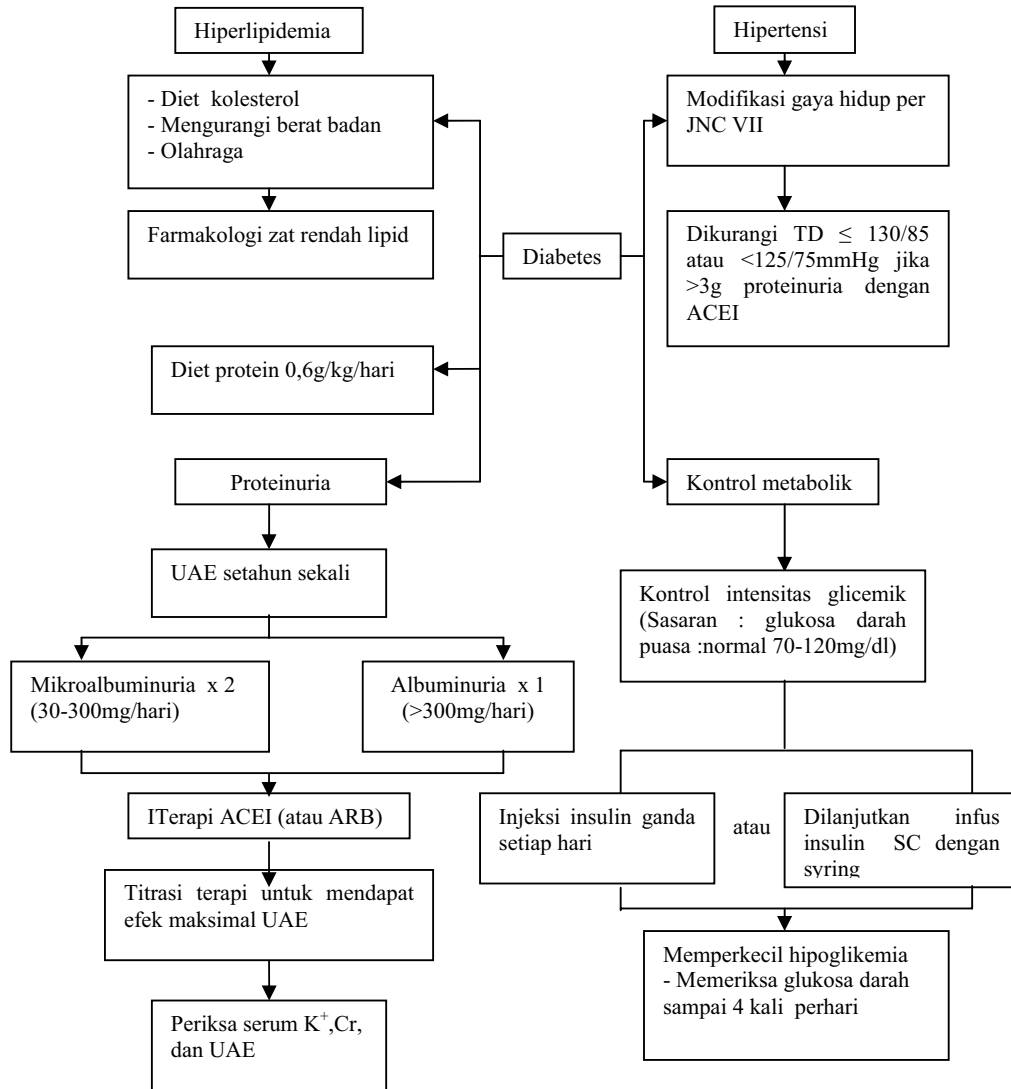 Hiperlipidemia
- Diet kolesterol
- Mengurangi berat badan
- Olahraga
Farmakologi zat rendah lipid
Diet protein 0,6g/kg/hari
Proteinuria
UAE setahun sekali
Mikroalbuminuria x 2
(30-300mg/hari)
Albuminuria x 1
(>300mg/hari)
ITerapi ACEI (atau ARB)
Titrasi terapi untuk mendapat
efek maksimal UAE
Periksa serum K⁺,Cr,
dan UAE
Diabetes
Hipertensi
Modifikasi gaya hidup per
JNC VII
Dikurangi TD ≤ 130/85
atau <125/75mmHg jika
>3g proteinuria dengan
ACEI
Kontrol metabolik
Kontrol intensitas glicemik
(Sasaran : glukosa darah
puasa :normal 70-120mg/dl)
Injeksi insulin ganda
setiap hari
atau
Dilanjutkan infus
insulin SC dengan
syring
Memperkecil hipoglikemia
- Memeriksa glukosa darah
sampai 4 kali perhari